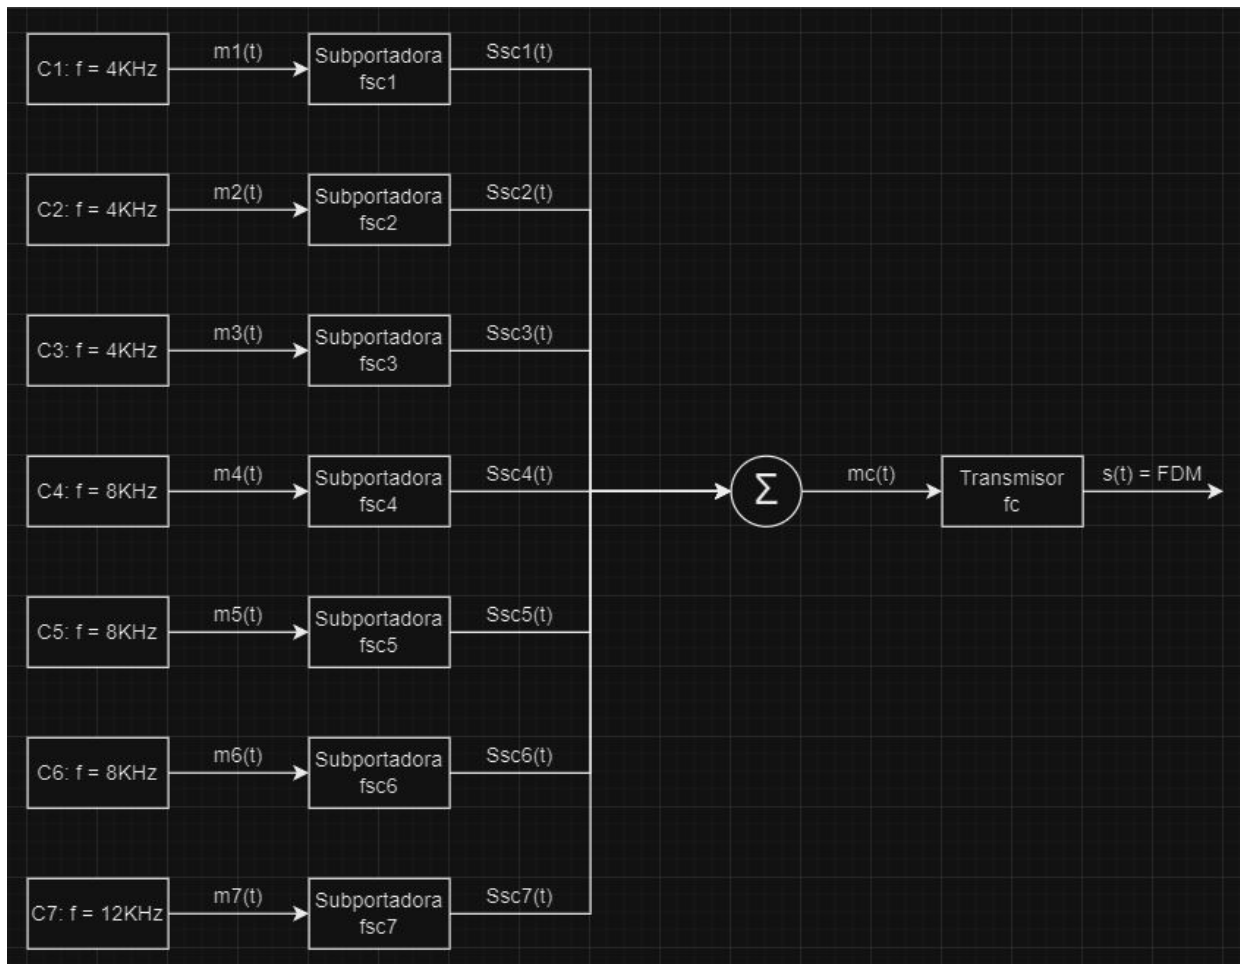 C1: f = 4KHz
m1(t)
Subportadora
fsc1
Ssc1(t)
C2: f = 4KHz
m2(t)
Subportadora
fsc2
Ssc2(t)
C3: f = 4KHz
m3(t)
Subportadora
fsc3
Ssc3(t)
C4: f = 8KHz
m4(t)
Subportadora
fsc4
Ssc4(t)
Σ
mc(t)
Transmisor
fc
s(t) = FDM
C5: f = 8KHz
m5(t)
Subportadora
fsc5
Ssc5(t)
C6: f = 8KHz
m6(t)
Subportadora
fsc6
Ssc6(t)
C7: f = 12KHz
m7(t)
Subportadora
fsc7
Ssc7(t)